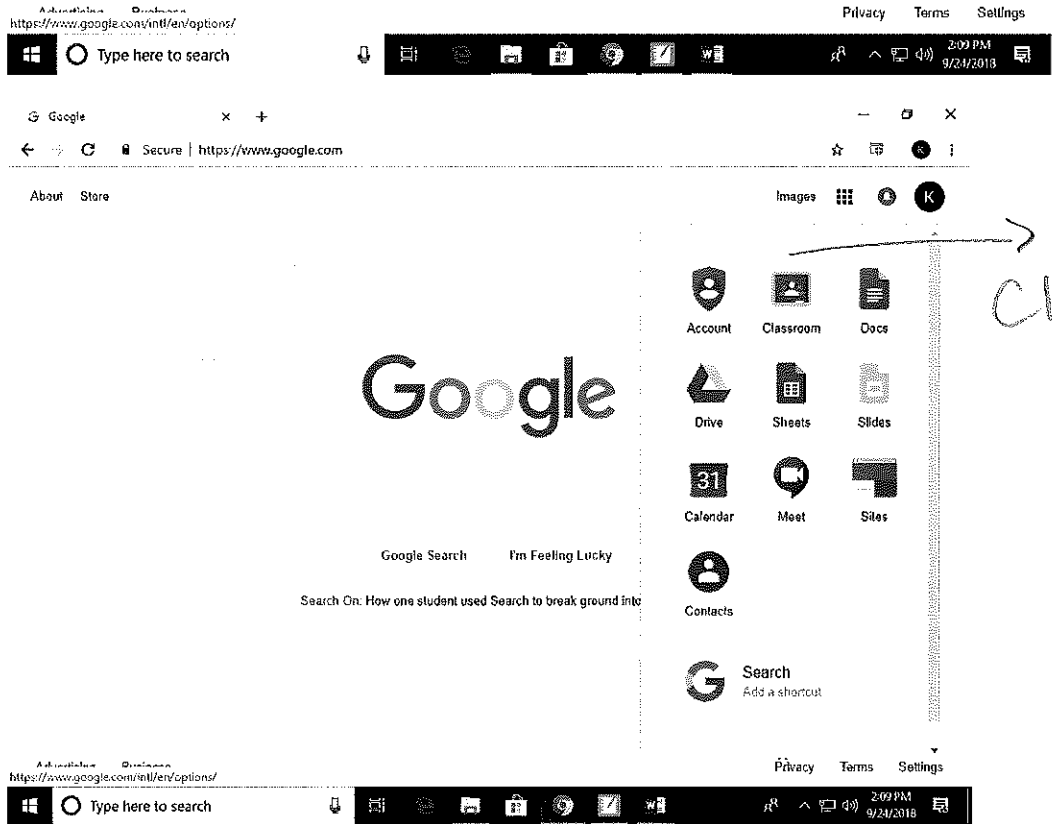 Advertising Business
https://www.google.com/intl/en/options/
Privacy Terms Settings
Type here to search
2:09 PM
9/24/2018
Google
Secure | https://www.google.com
About Store
Images
K
Account Classroom Docs
Cl
Google
Drive Sheets Slides
31
Calendar Meet Sites
Google Search I'm Feeling Lucky
Search On: How one student used Search to break ground into
Contacts
G
Search
Add a shortcut
Advertising Business
https://www.google.com/intl/en/options/
Privacy Terms Settings
Type here to search
2:09 PM
9/24/2018